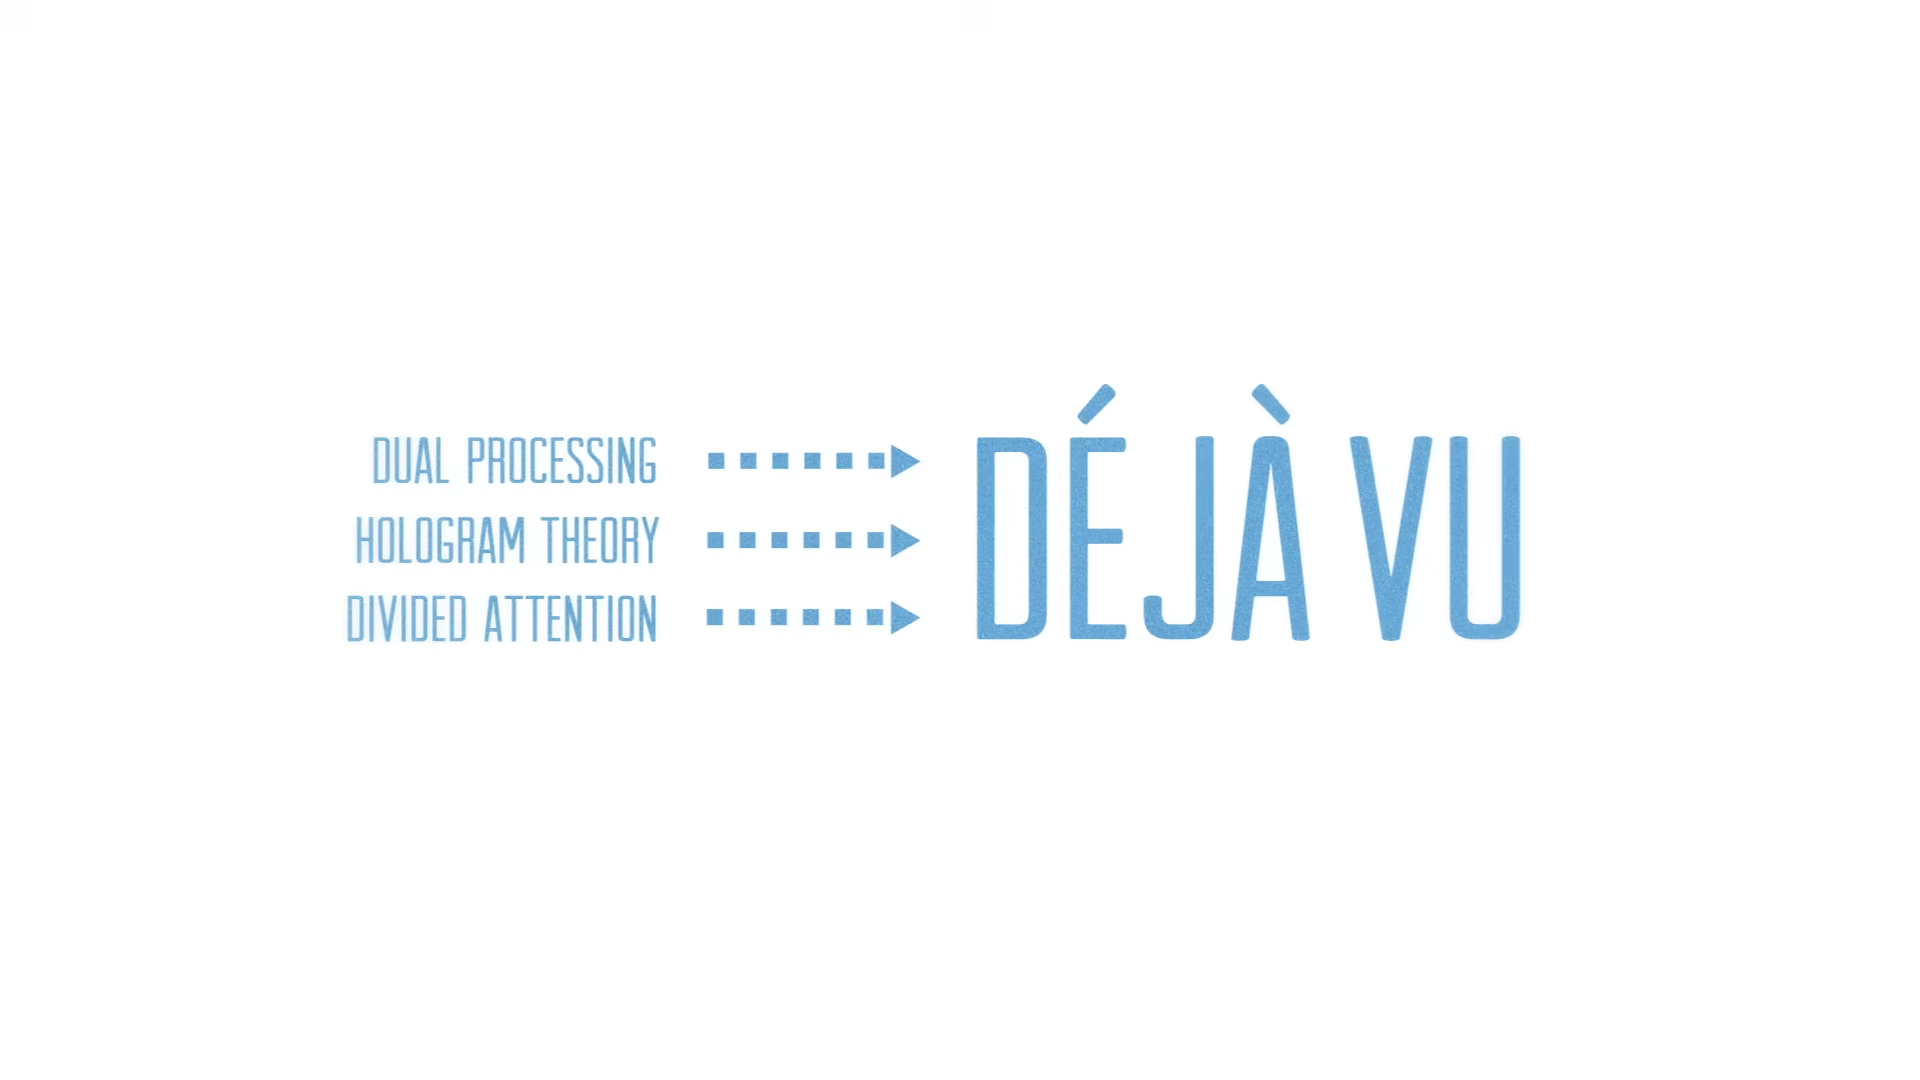 DUAL PROCESSING
HOLOGRAM THEORY
DIVIDED ATTENTION
DÉJÀ VU